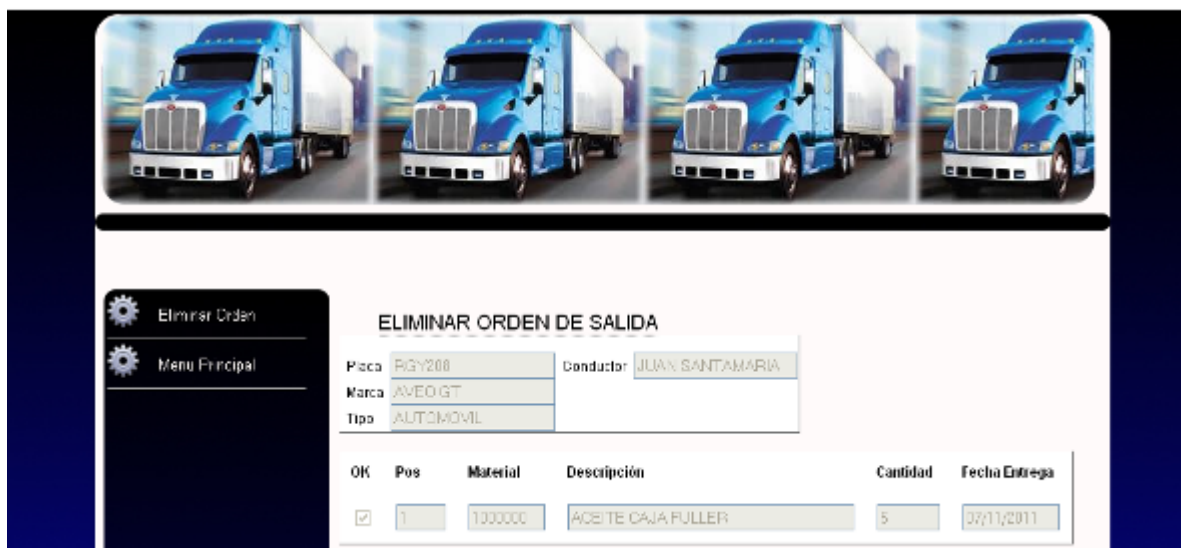 Eliminar Orden
Menu Principal
ELIMINAR ORDEN DE SALIDA
Placa RGY208 Conductor JUAN SANTAMARIA
Marca AVEO GT
Tipo AUTOMOVIL
OK Pos Material Descripción Cantidad Fecha Entrega
1 1000000 ACEITE CAJA FULLER 5 07/11/2011